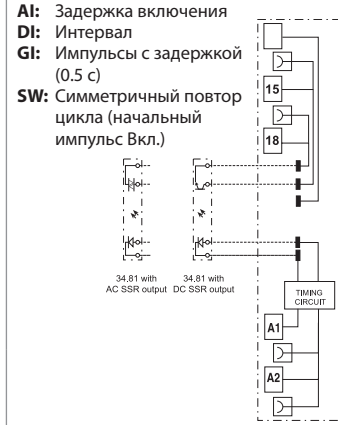 AI: Задержка включения
DI: Интервал
GI: Импульсы с задержкой
(0.5 с)
SW: Симметричный повтор
цикла (начальный
импульс Вкл.)
15
18
34.81 with
AC SSR output
34.81 with
DC SSR output
TIMING
CIRCUIT
A1
A2